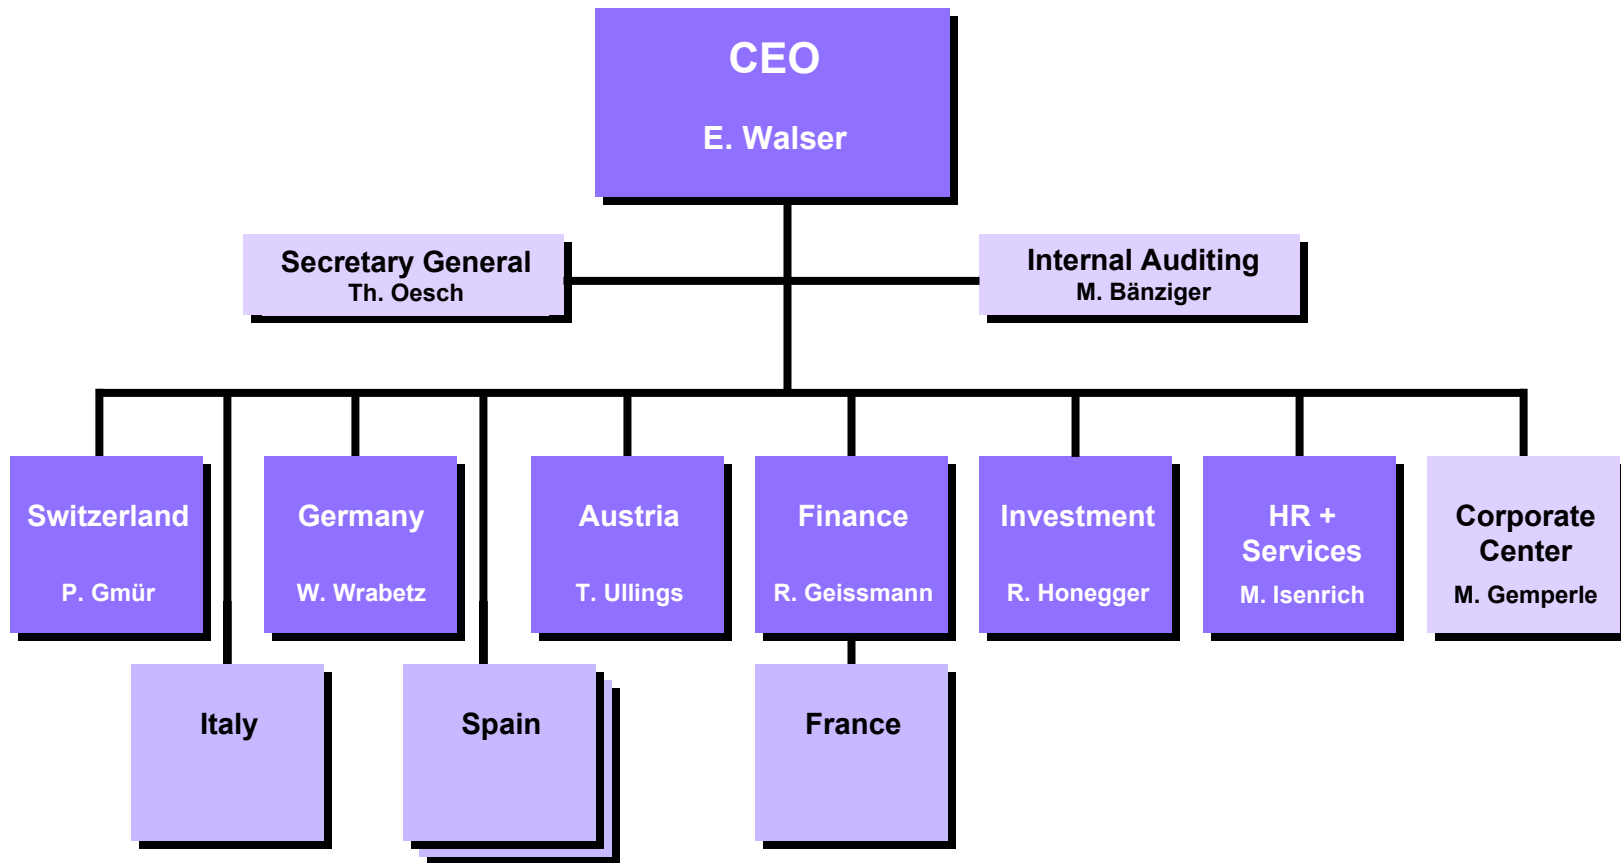 CEO
E. Walser
Secretary General
Th. Oesch
Internal Auditing
M. Bänziger
Switzerland
P. Gmür
Germany
W. Wrabetz
Austria
T. Ullings
Finance
R. Geissmann
Investment
R. Honegger
HR +
Services
M. Isenrich
Corporate
Center
M. Gemperle
Italy
Spain
France